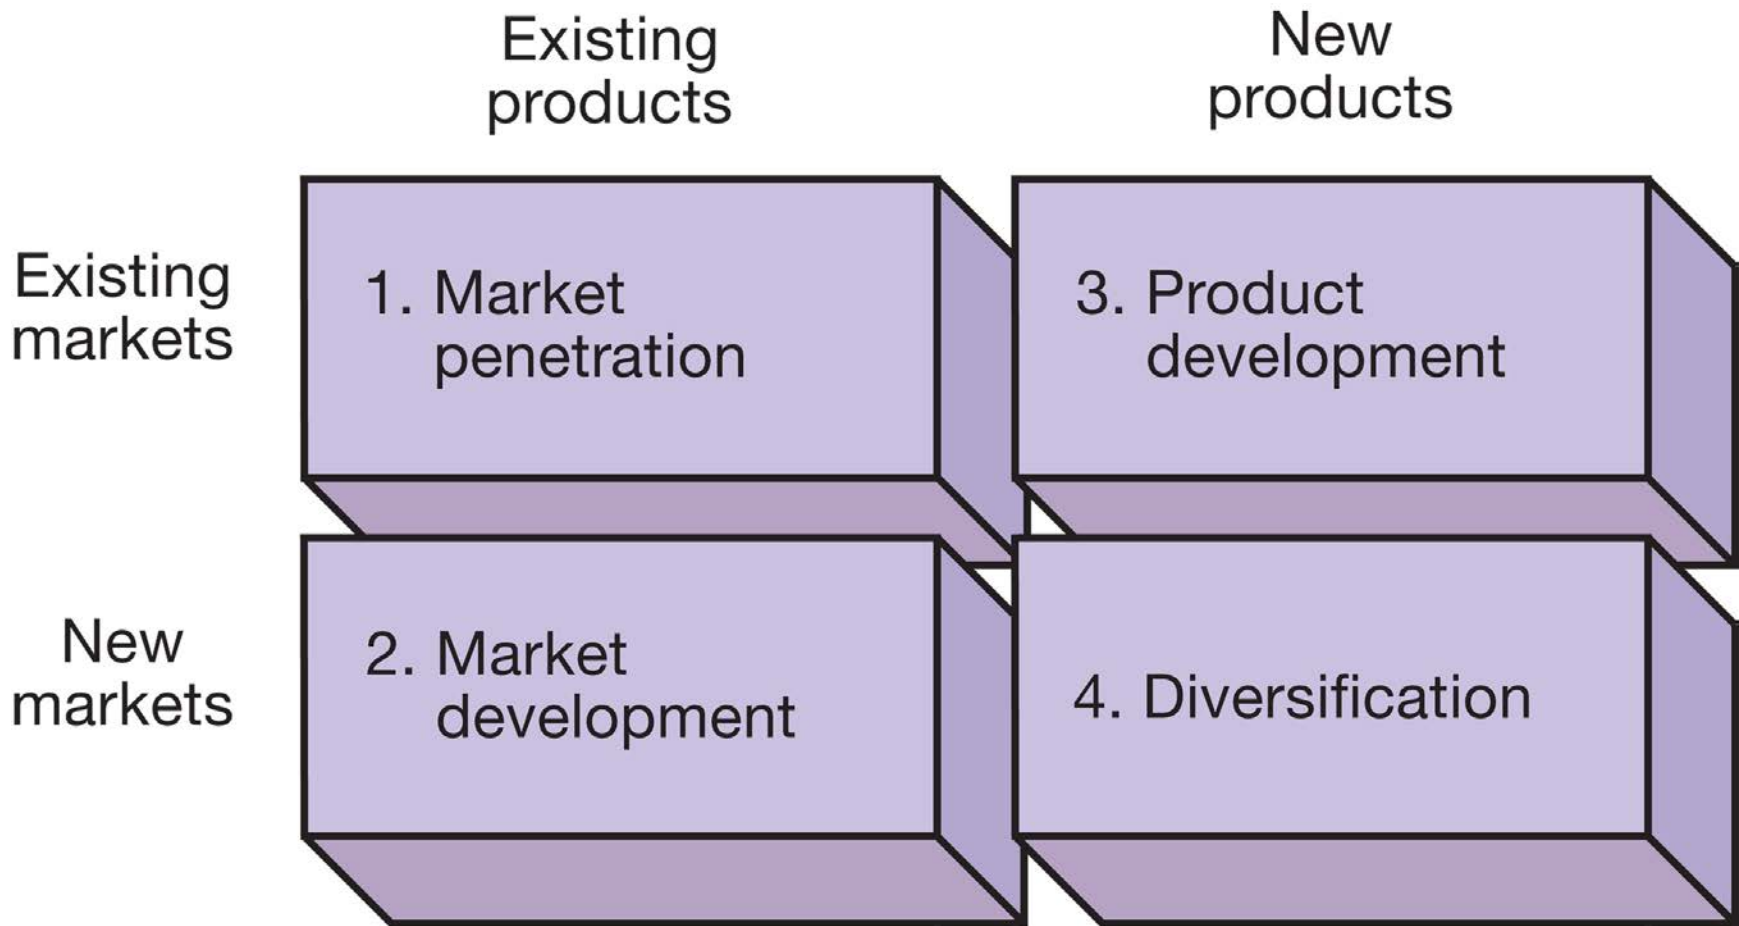 Existing
products
New
products
Existing
markets
1. Market
penetration
3. Product
development
New
markets
2. Market
development
4. Diversification